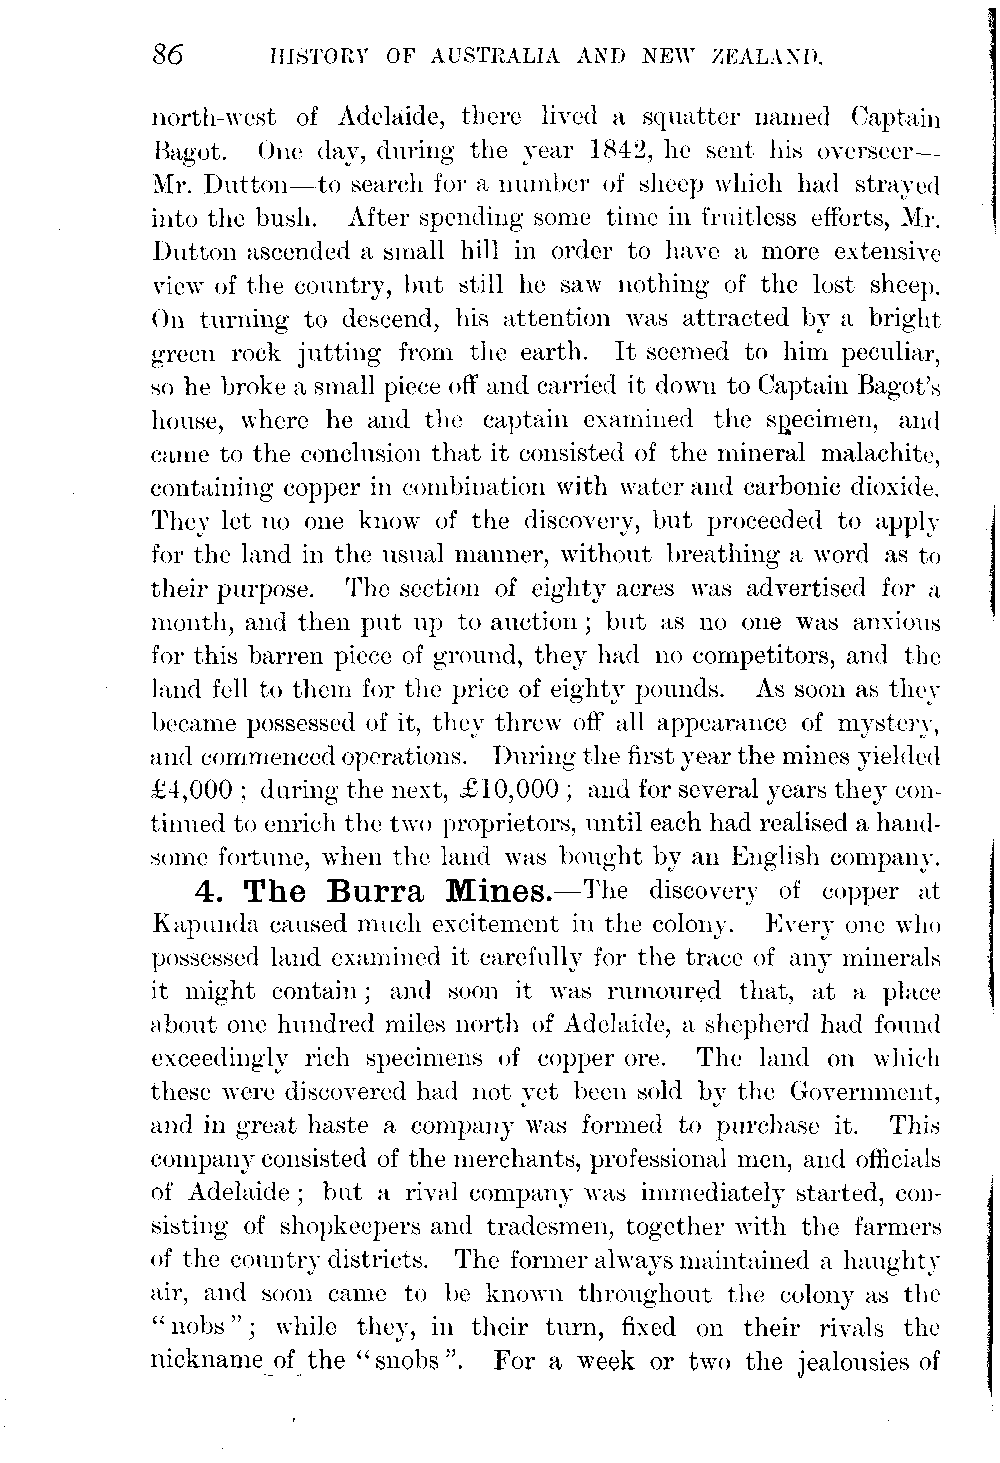 86 HISTORY OF AUSTRALIA AND NEW ZEALAND.
north-west of Adelaide, there lived a squatter named Captain
Bagot. One day, during the year 1842, he sent his overseer—
Mr. Dutton—to search for a number of sheep which had strayed
into the bush. After spending some time in fruitless efforts, Mr.
Dutton ascended a small hill in order to have a more extensive
view of the country, but still he saw nothing of the lost sheep.
On turning to descend, his attention was attracted by a bright
green rock jutting from the earth. It seemed to him peculiar,
so he broke a small piece off and carried it down to Captain Bagot's
house, where he and the captain examined the specimen, and
came to the conclusion that it consisted of the mineral malachite,
containing copper in combination with water and carbonic dioxide.
They let no one know of the discovery, but proceeded to apply
for the land in the usual manner, without breathing a word as to
their purpose. The section of eighty acres was advertised for a
month, and then put up to auction; but as no one was anxious
for this barren piece of ground, they had no competitors, and the
land fell to them for the price of eighty pounds. As soon as they
became possessed of it, they threw off all appearance of mystery,
and commenced operations. During the first year the mines yielded
£4,000; during the next, £10,000; and for several years they con-
tinued to enrich the two proprietors, until each had realised a hand-
some fortune, when the land was bought by an English company.
4. The Burra Mines.—The discovery of copper at
Kapunda caused much excitement in the colony. Every one who
possessed land examined it carefully for the trace of any minerals
it might contain; and soon it was rumoured that, at a place
about one hundred miles north of Adelaide, a shepherd had found
exceedingly rich specimens of copper ore. The land on which
these were discovered had not yet been sold by the Government,
and in great haste a company was formed to purchase it. This
company consisted of the merchants, professional men, and officials
of Adelaide; but a rival company was immediately started, con-
sisting of shopkeepers and tradesmen, together with the farmers
of the country districts. The former always maintained a haughty
air, and soon came to be known throughout the colony as the
"nobs"; while they, in their turn, fixed on their rivals the
nickname of the "snobs". For a week or two the jealousies of